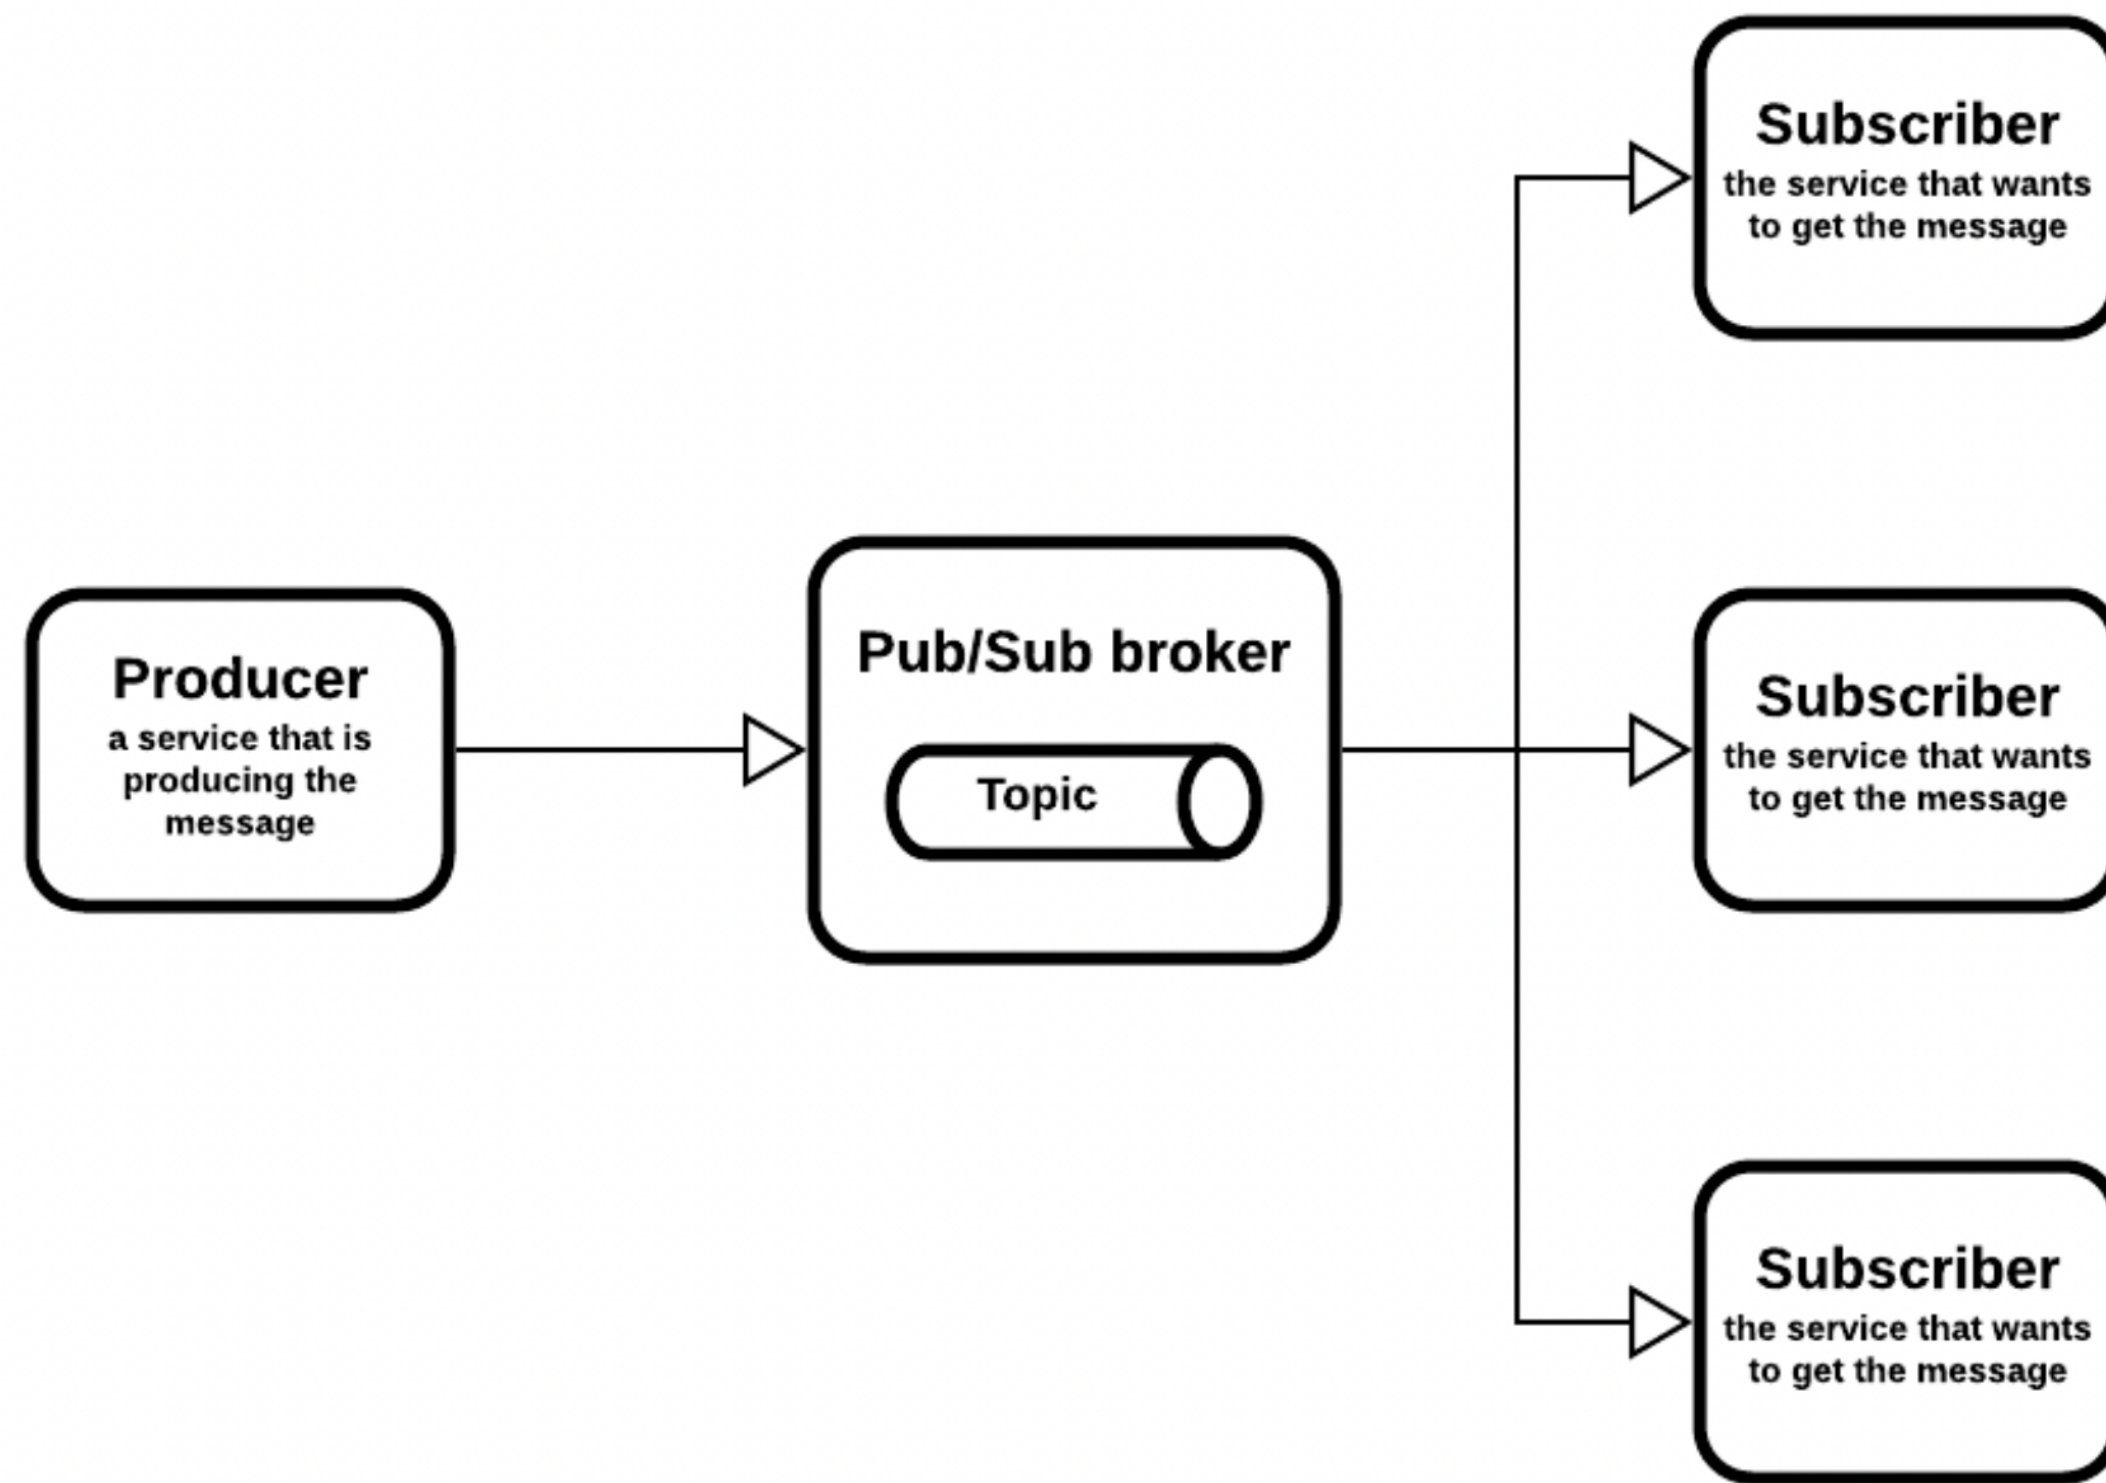 Subscriber
the service that wants
to get the message
Producer
a service that is
producing the
message
Pub/Sub broker
Topic
Subscriber
the service that wants
to get the message
Subscriber
the service that wants
to get the message